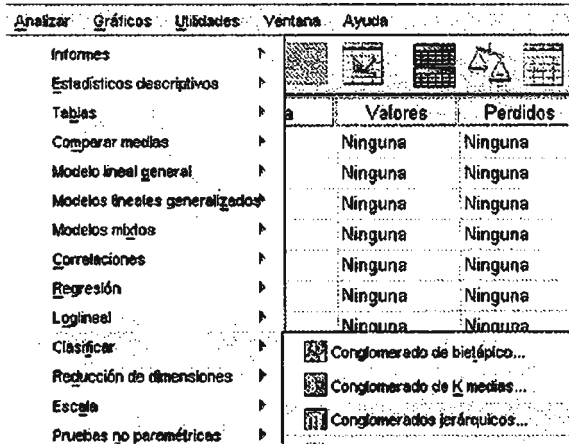 Analizar Gráficos Utilidades Ventana Ayuda
Informes
Estadísticos descriptivos
Tablas
a Valores Perdidos
Comparar medias
Ninguna Ninguna
Modelo lineal general
Ninguna Ninguna
Modelos lineales generalizados
Ninguna Ninguna
Modelos mixtos
Ninguna Ninguna
Correlaciones
Ninguna Ninguna
Regresión
Ninguna Ninguna
Loglineal
Ninguna Ninguna
Clasificar
Conglomerado de bietápico...
Reducción de dimensiones
Conglomerado de K medias...
Escala
Conglomerados jerárquicos...
Pruebas no paramétricas